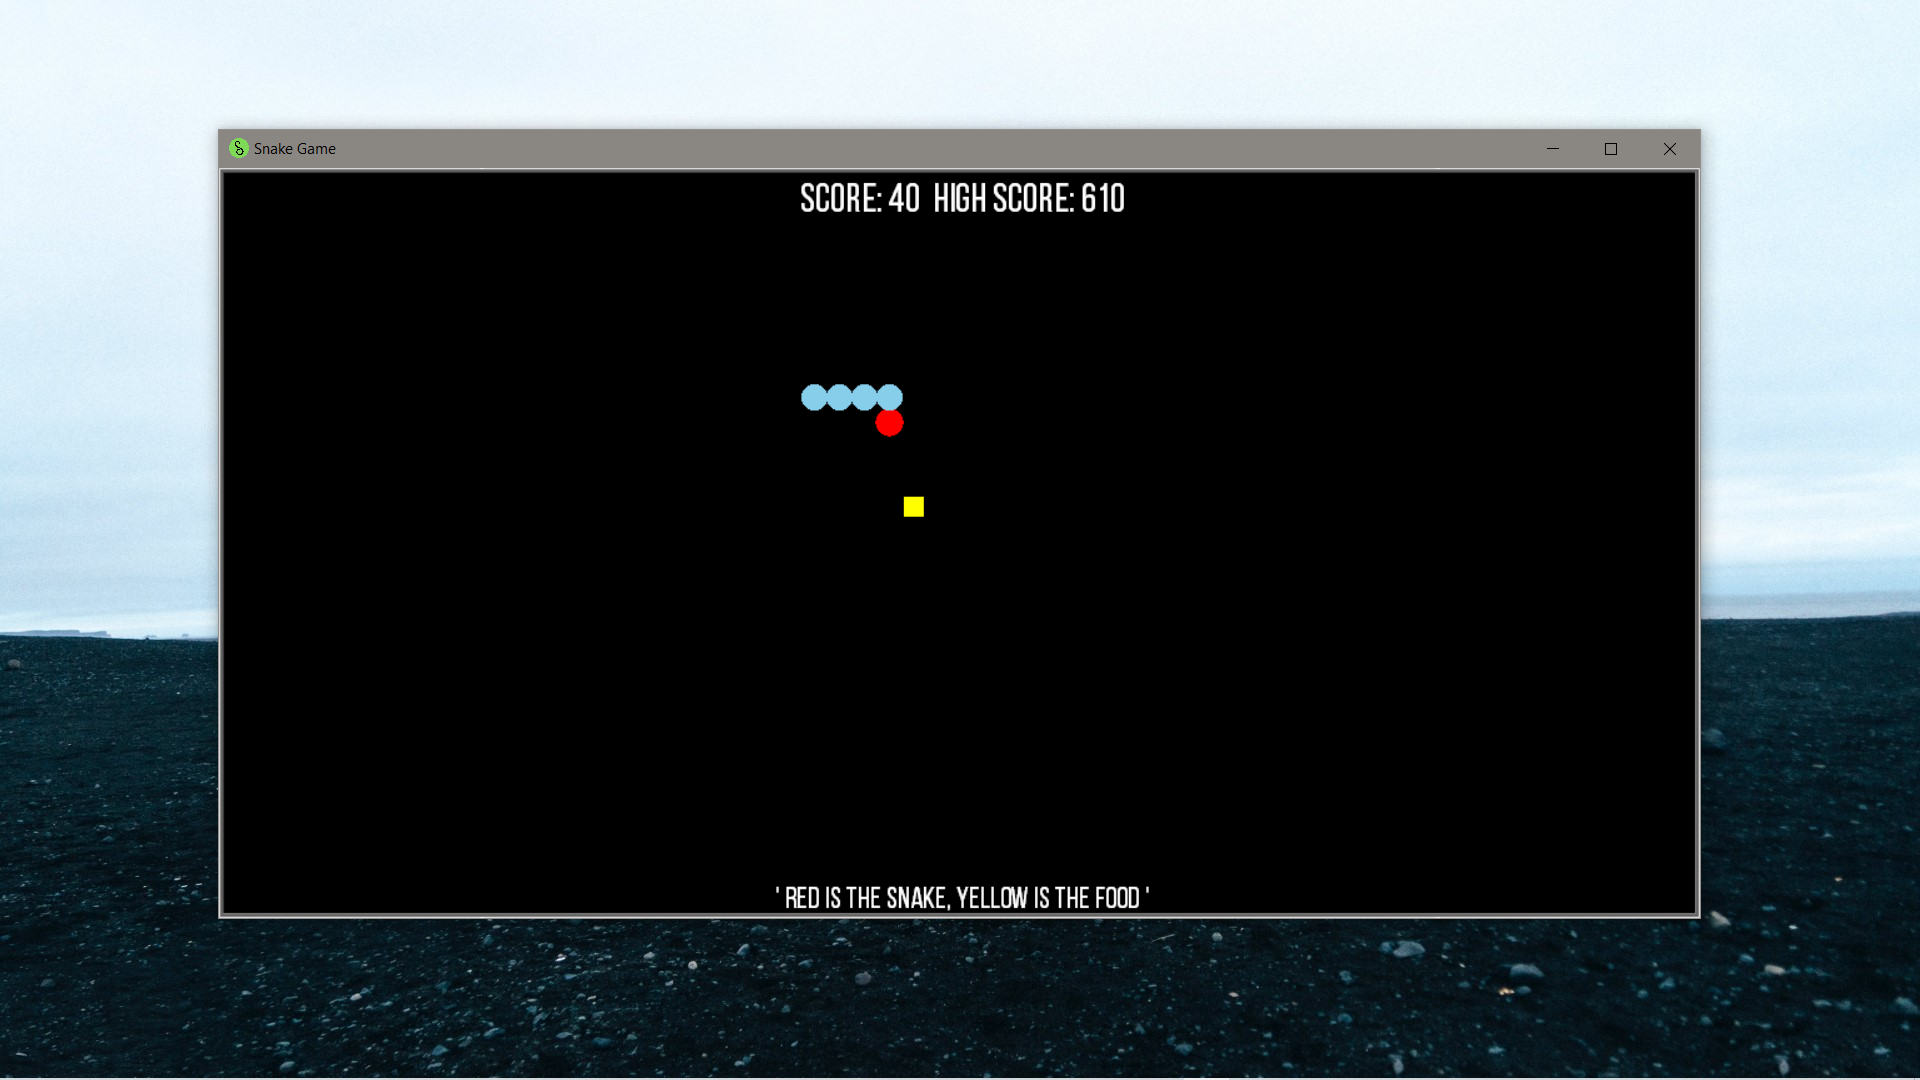 Snake Game
SCORE: 40 HIGH SCORE: 610
' RED IS THE SNAKE, YELLOW IS THE FOOD '